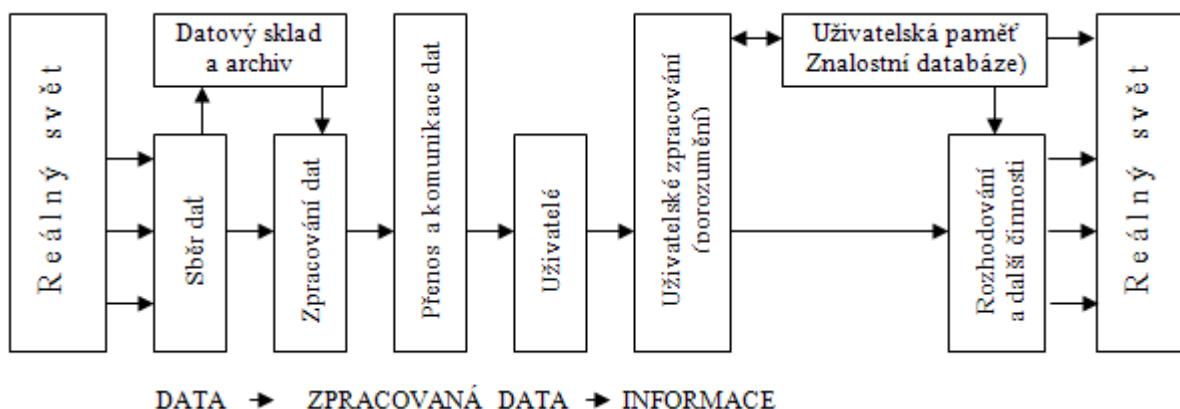 Reálný svět
Datový sklad
a archiv
Sběr dat
Zpracování dat
Přenos a komunikace dat
Uživatelé
Uživatelské zpracování
(porozumění)
Uživatelská paměť
Znalostní databáze)
Rozhodování
a další činnosti
Reálný svět
DATA → ZPRACOVANÁ DATA → INFORMACE